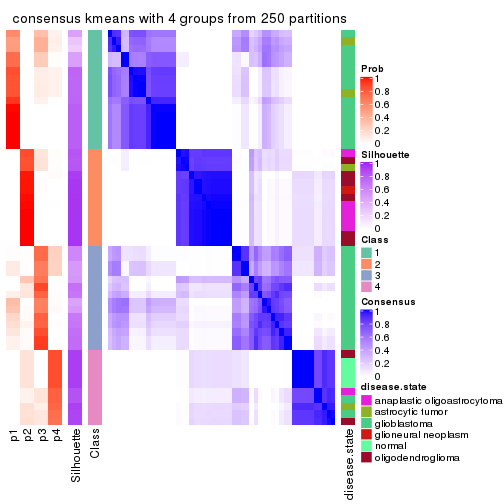 consensus kmeans with 4 groups from 250 partitions
Prob
1
0.8
0.6
0.4
0.2
0
Silhouette
1
0.8
0.6
0.4
0.2
0
Class
1
2
3
4
Consensus
1
0.8
0.6
0.4
0.2
0
disease.state
anaplastic oligoastrocytoma
astrocytic tumor
glioblastoma
glioneural neoplasm
normal
oligodendroglioma
p1
p2
p3
p4
Silhouette
Class
disease.state